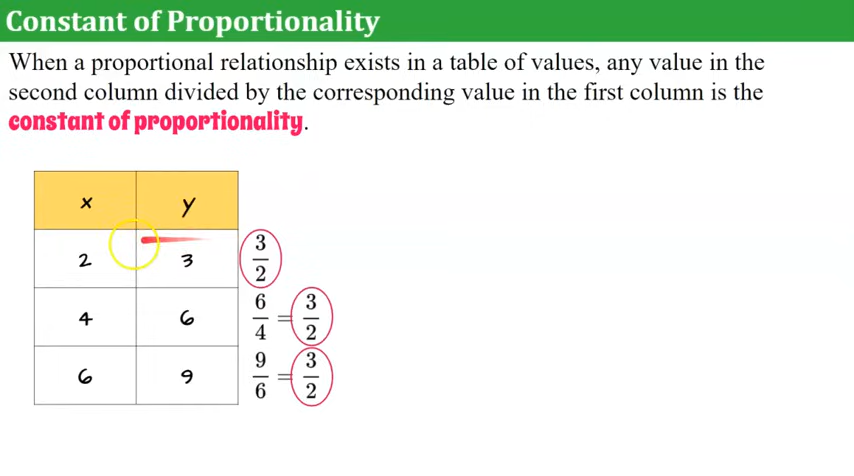 Constant of Proportionality
When a proportional relationship exists in a table of values, any value in the
second column divided by the corresponding value in the first column is the
constant of proportionality.
x y
2 3 3/2
4 6 6/4 = 3/2
6 9 9/6 = 3/2